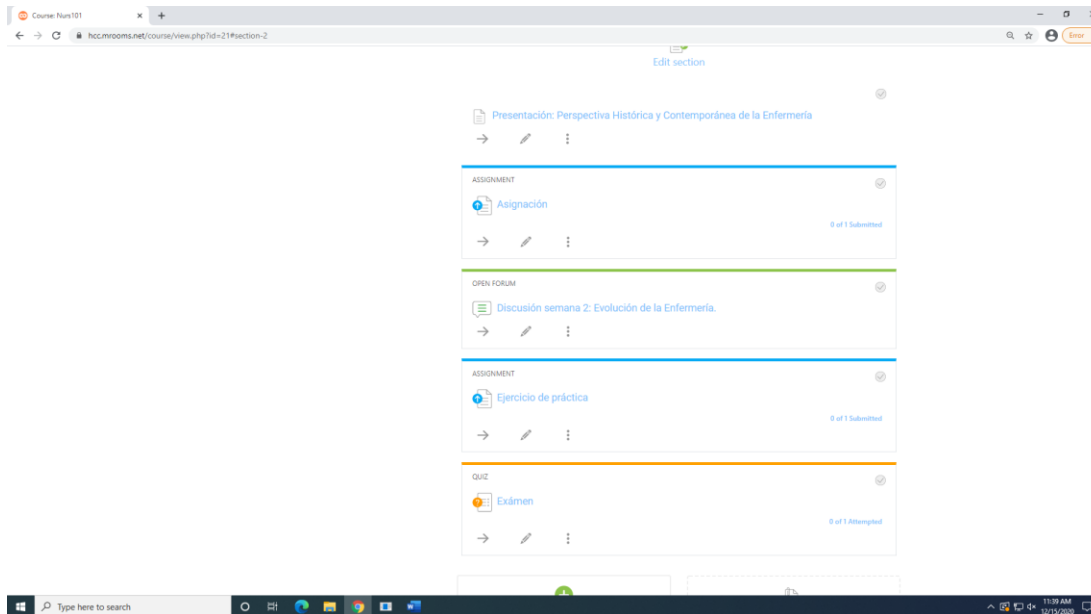 Course: Nurs101
hcc.mrooms.net/course/view.php?id=21#section-2
Error
Edit section
Presentación: Perspectiva Histórica y Contemporánea de la Enfermería
ASSIGNMENT
Asignación
0 of 1 Submitted
OPEN FORUM
Discusión semana 2: Evolución de la Enfermería.
ASSIGNMENT
Ejercicio de práctica
0 of 1 Submitted
QUIZ
Exámen
0 of 1 Attempted
Type here to search
11:39 AM
12/15/2020